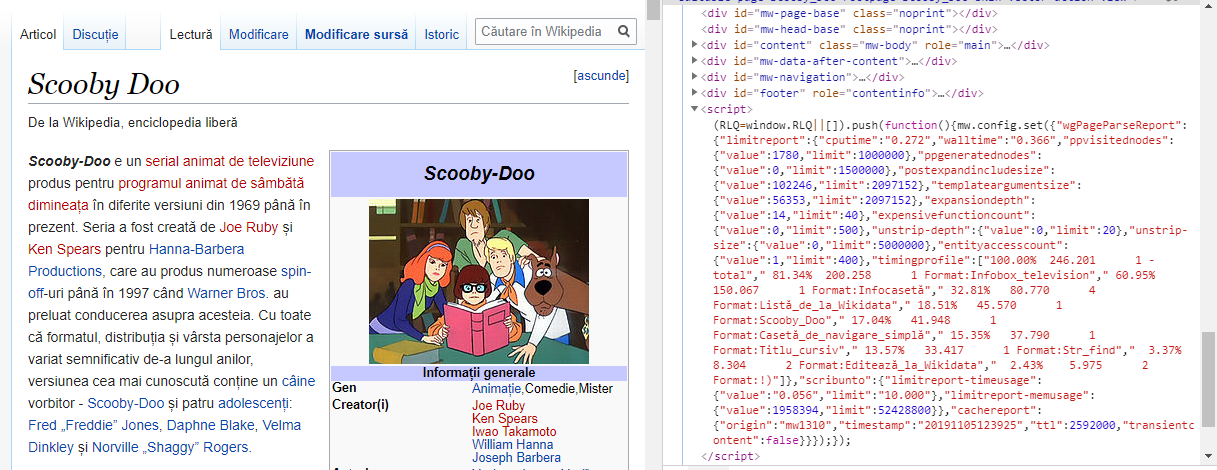 Articol
Discuție
Lectură
Modificare
Modificare sursă
Istoric
Căutare în Wikipedia
Scooby Doo
[ascunde]
De la Wikipedia, enciclopedia liberă
Scooby-Doo e un serial animat de televiziune
produs pentru programul animat de sâmbătă
dimineața în diferite versiuni din 1969 până în
prezent. Seria a fost creată de Joe Ruby și
Ken Spears pentru Hanna-Barbera
Productions, care au produs numeroase spin-
off-uri până în 1997 când Warner Bros. au
preluat conducerea asupra acesteia. Cu toate
că formatul, distribuția și vârsta personajelor a
variat semnificativ de-a lungul anilor,
versiunea cea mai cunoscută conține un câine
vorbitor - Scooby-Doo și patru adolescenți:
Fred „Freddie” Jones, Daphne Blake, Velma
Dinkley și Norville „Shaggy” Rogers.
Scooby-Doo
Informații generale
Gen Animație,Comedie,Mister
Creator(i) Joe Ruby
Ken Spears
Iwao Takamoto
William Hanna
Joseph Barbera
<div id="mw-page-base" class="noprint"></div>
<div id="mw-head-base" class="noprint"></div>
<div id="content" class="mw-body" role="main">…</div>
<div id="mw-data-after-content">…</div>
<div id="mw-navigation">…</div>
<div id="footer" role="contentinfo">…</div>
<script>
(RLQ=window.RLQ||[]).push(function(){mw.config.set({"wgPageParseReport":
{"limitreport":{"cputime":"0.272","walltime":"0.366","ppvisitednodes":
{"value":1780,"limit":1000000},"ppgeneratednodes":
{"value":0,"limit":1500000},"postexpandincludesize":
{"value":102246,"limit":2097152},"templateargumentsize":
{"value":56353,"limit":2097152},"expansiondepth":
{"value":14,"limit":40},"expensivefunctioncount":
{"value":0,"limit":500},"unstrip-depth":{"value":0,"limit":20},"unstrip-
size":{"value":0,"limit":5000000},"entityaccesscount":
{"value":1,"limit":400},"timingprofile":["100.00% 246.201 1 -
total"," 81.34% 200.258 1 Format:Infobox_television"," 60.95%
150.067 1 Format:Infocasetă"," 32.81% 80.770 4
Format:Listă_de_la_Wikidata"," 18.51% 45.570 1
Format:Scooby_Doo"," 17.04% 41.948 1
Format:Casetă_de_navigare_simplă"," 15.35% 37.790 1
Format:Titlu_cursiv"," 13.57% 33.417 1 Format:Str_find"," 3.37%
8.304 2 Format:Editează_la_Wikidata"," 2.43% 5.975 2
Format:!)"]},"scribunto":{"limitreport-timeusage":
{"value":"0.056","limit":"10.000"},"limitreport-memusage":
{"value":1958394,"limit":52428800}},"cachereport":
{"origin":"mw1310","timestamp":"20191105123925","ttl":2592000,"transientc
ontent":false}}});});
</script>